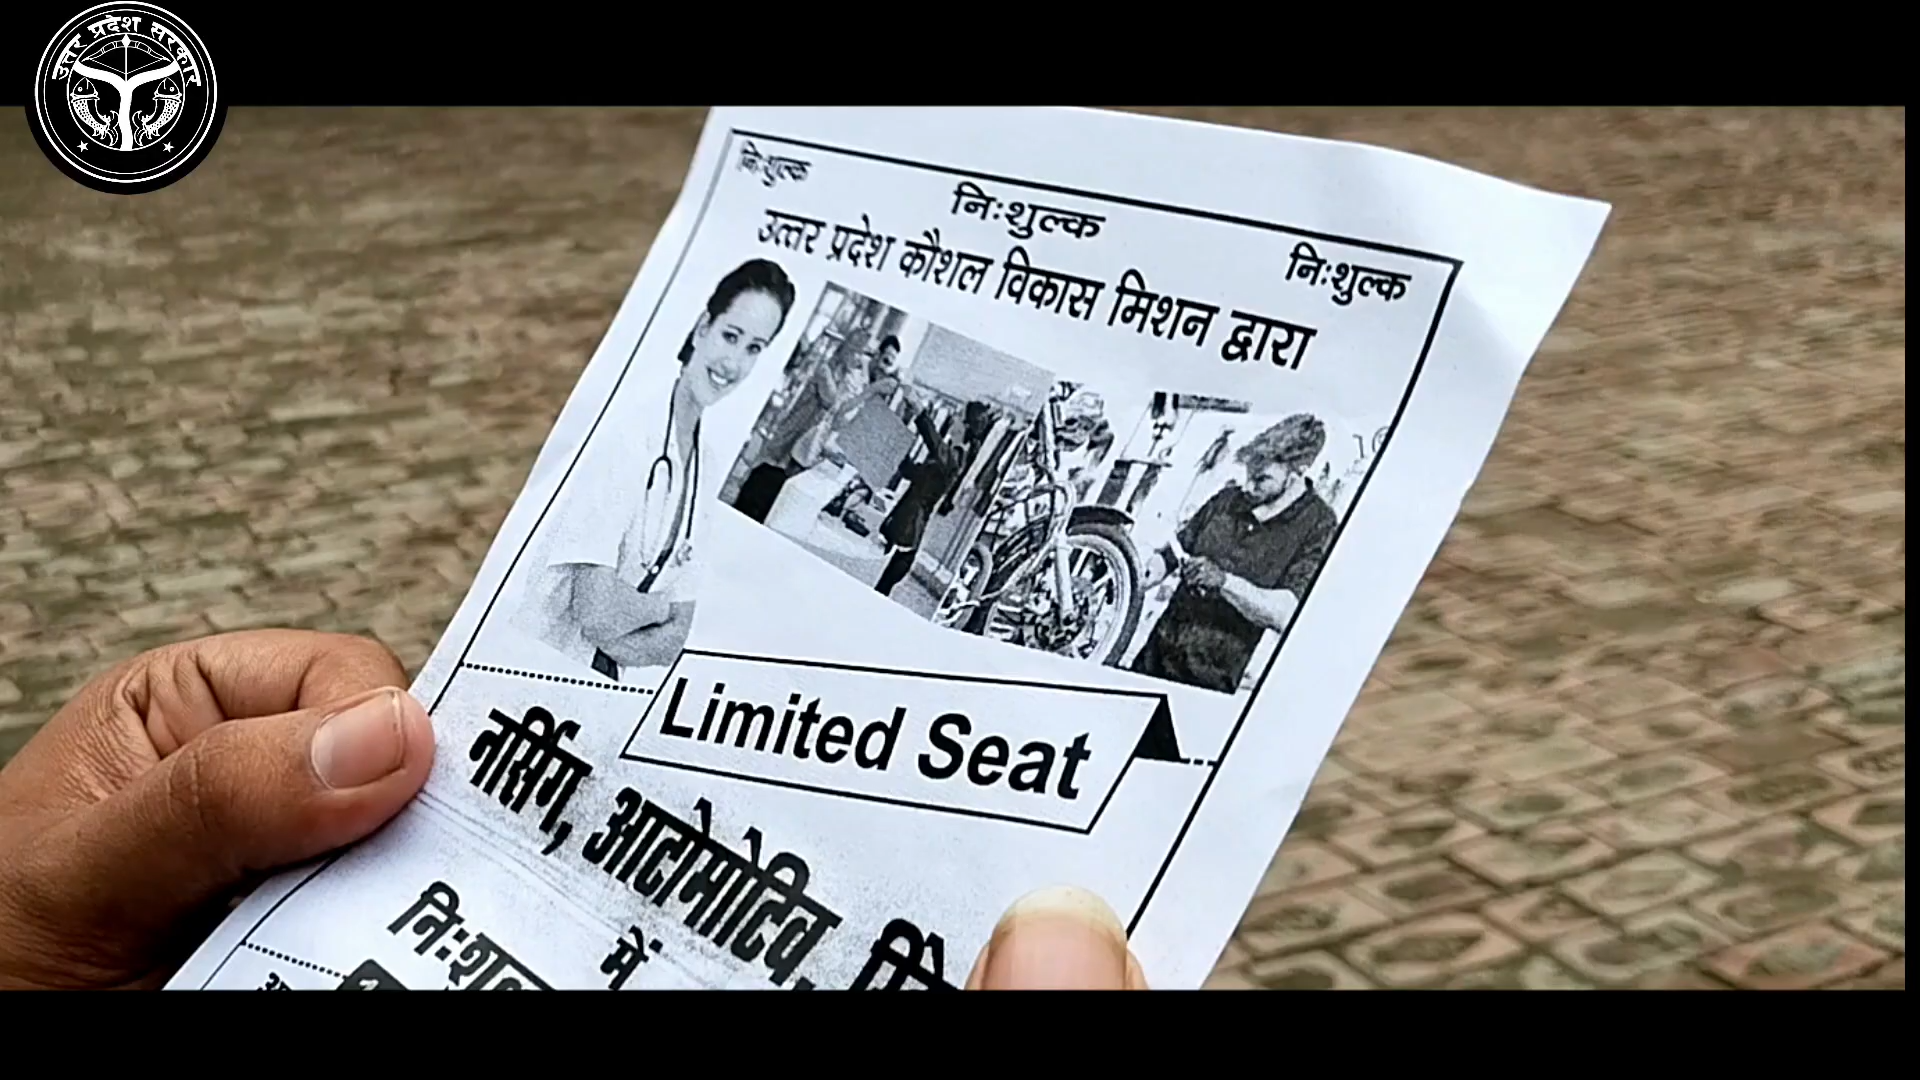 उत्तर प्रदेश सरकार
निःशुल्क
निःशुल्क
निःशुल्क
उत्तर प्रदेश कौशल विकास मिशन द्वारा
Limited Seat
नर्सिंग, आटोमोटिव,
में